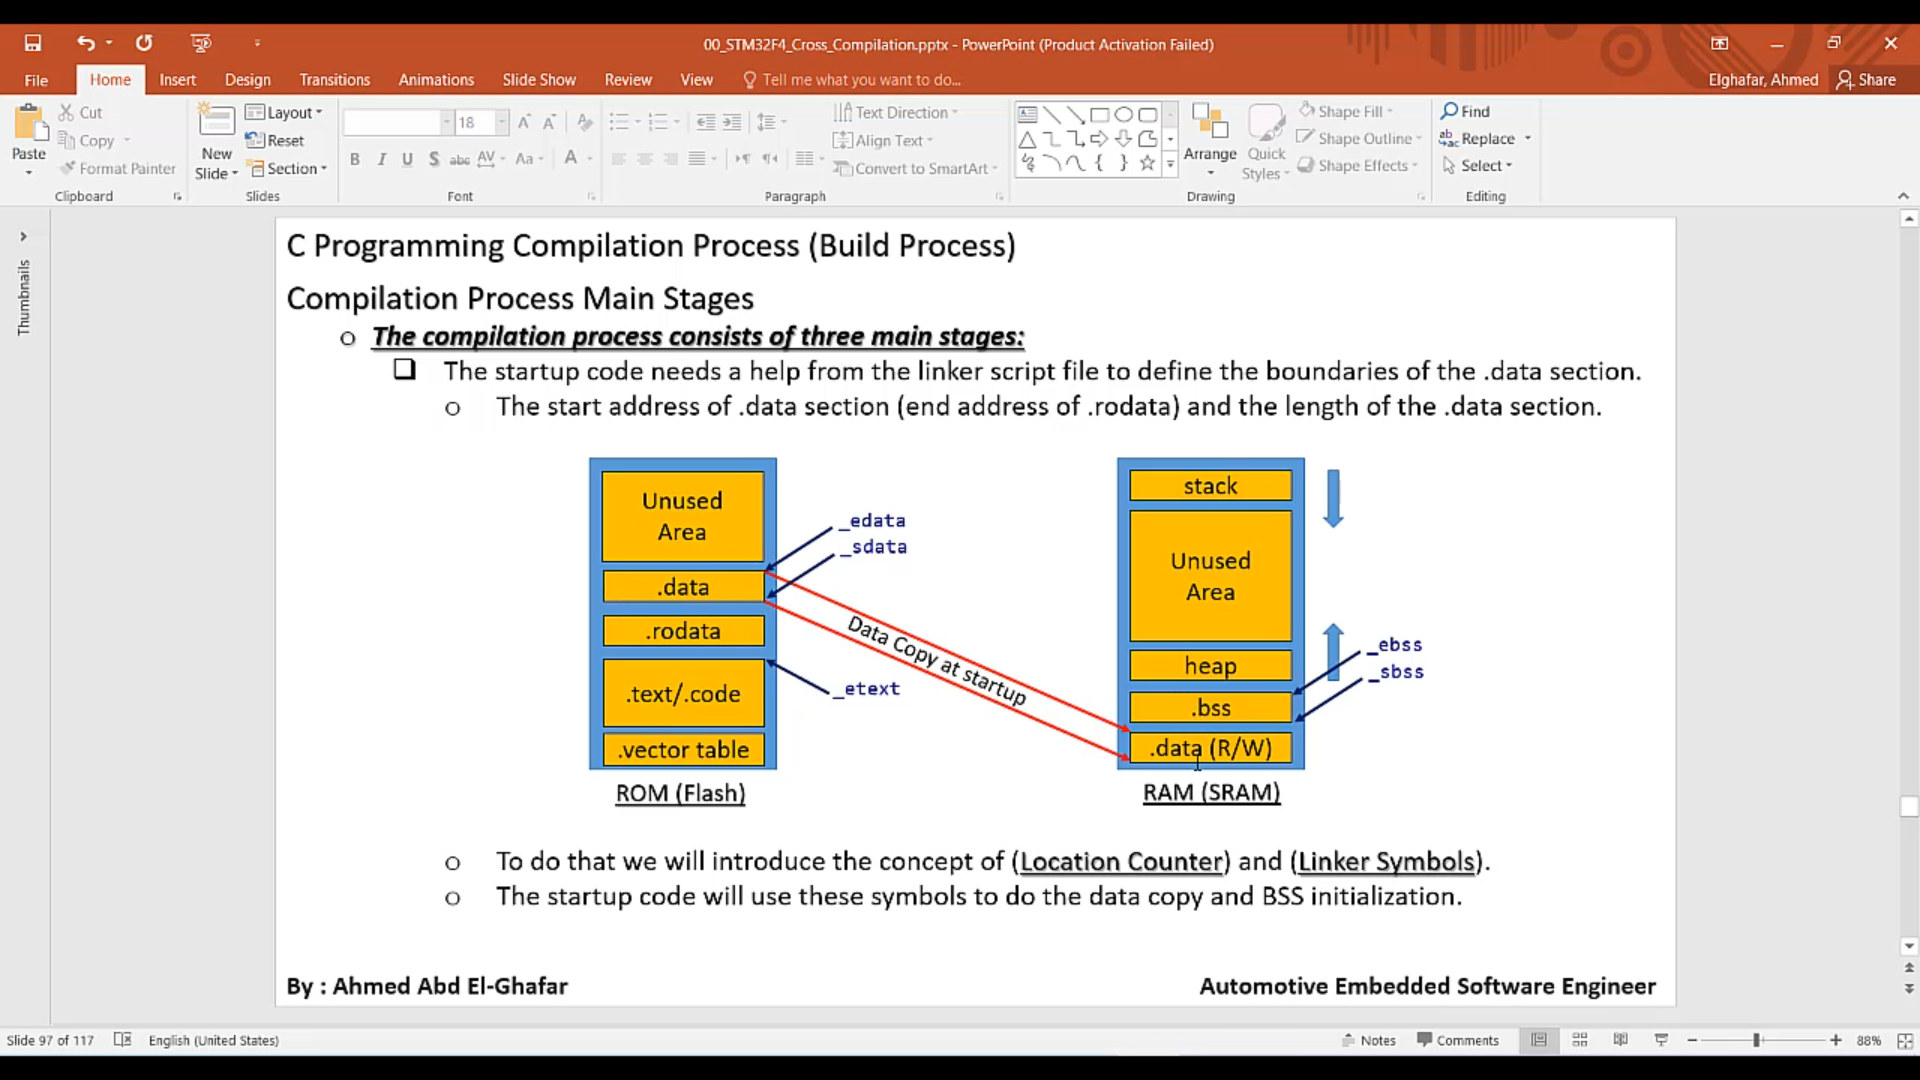 00_STM32F4_Cross_Compilation.pptx - PowerPoint (Product Activation Failed)
File Home Insert Design Transitions Animations Slide Show Review View Tell me what you want to do... Elghafar, Ahmed Share
Paste
Cut
Copy
Format Painter
Clipboard
New
Slide
Layout
Reset
Section
Slides
18
B I U S abc AV Aa A
Font
Text Direction
Align Text
Convert to SmartArt
Paragraph
Arrange
Quick
Styles
Shape Fill
Shape Outline
Shape Effects
Drawing
Find
Replace
Select
Editing
Thumbnails
C Programming Compilation Process (Build Process)
Compilation Process Main Stages
o The compilation process consists of three main stages:
❑ The startup code needs a help from the linker script file to define the boundaries of the .data section.
o The start address of .data section (end address of .rodata) and the length of the .data section.
Unused
Area
.data
.rodata
.text/.code
.vector table
ROM (Flash)
_edata
_sdata
_etext
Data Copy at startup
stack
Unused
Area
heap
.bss
.data (R/W)
RAM (SRAM)
_ebss
_sbss
o To do that we will introduce the concept of (Location Counter) and (Linker Symbols).
o The startup code will use these symbols to do the data copy and BSS initialization.
By : Ahmed Abd El-Ghafar
Automotive Embedded Software Engineer
Slide 97 of 117 English (United States) Notes Comments 88%